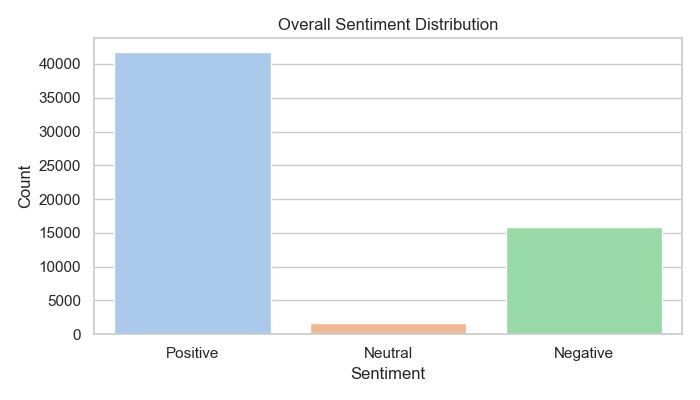 Overall Sentiment Distribution
40000
35000
30000
25000
20000
15000
10000
5000
0
Count
Positive
Neutral
Negative
Sentiment